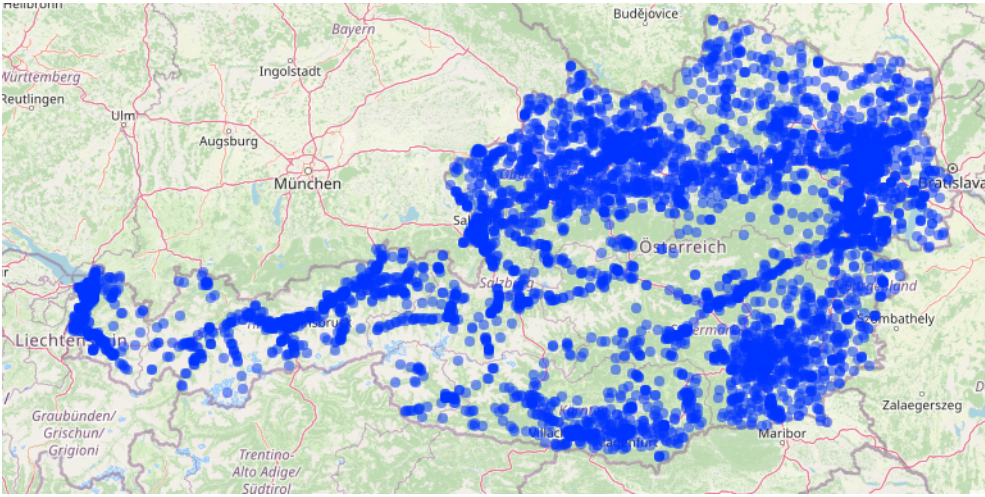 Heilbronn
Budějovice
Bayern
Württemberg
Ingolstadt
Reutlingen
Ulm
Augsburg
München
Bratislava
Österreich
Salzburg
Szombathely
Zalaegerszeg
Maribor
Graubünden/
Grischun/
Grigioni
Trentino-
Alto Adige/
Südtirol